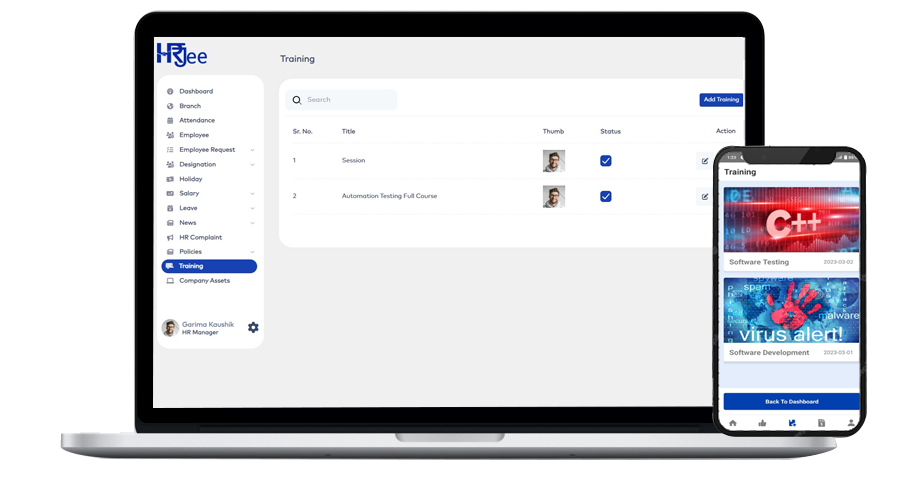 HRJee
Training
Dashboard
Branch
Attendance
Employee
Employee Request
Designation
Holiday
Salary
Leave
News
HR Complaint
Policies
Training
Company Assets
Garima Kaushik
HR Manager
Search
Add Training
Sr. No. Title Thumb Status Action
1 Session
2 Automation Testing Full Course
Training
C++
Software Testing 2023-03-02
spyware
spam
malware
virus alert!
Software Development 2023-03-01
Back To Dashboard